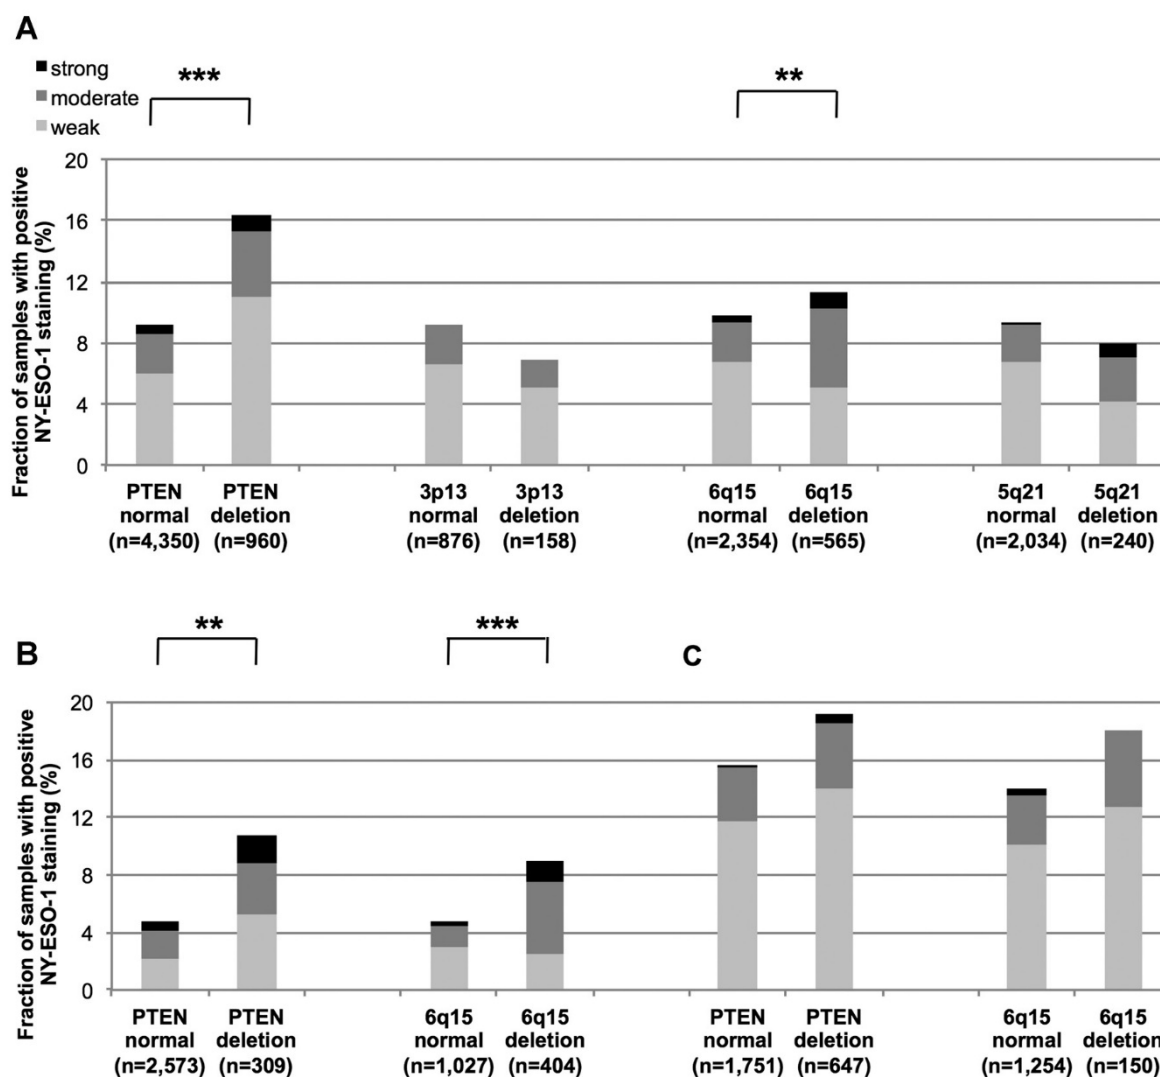 A
strong
moderate
weak
***
**
Fraction of samples with positive
NY-ESO-1 staining (%)
20
16
12
8
4
0
PTEN normal (n=4,350)
PTEN deletion (n=960)
3p13 normal (n=876)
3p13 deletion (n=158)
6q15 normal (n=2,354)
6q15 deletion (n=565)
5q21 normal (n=2,034)
5q21 deletion (n=240)
B
**
***
C
Fraction of samples with positive
NY-ESO-1 staining (%)
20
16
12
8
4
0
PTEN normal (n=2,573)
PTEN deletion (n=309)
6q15 normal (n=1,027)
6q15 deletion (n=404)
PTEN normal (n=1,751)
PTEN deletion (n=647)
6q15 normal (n=1,254)
6q15 deletion (n=150)